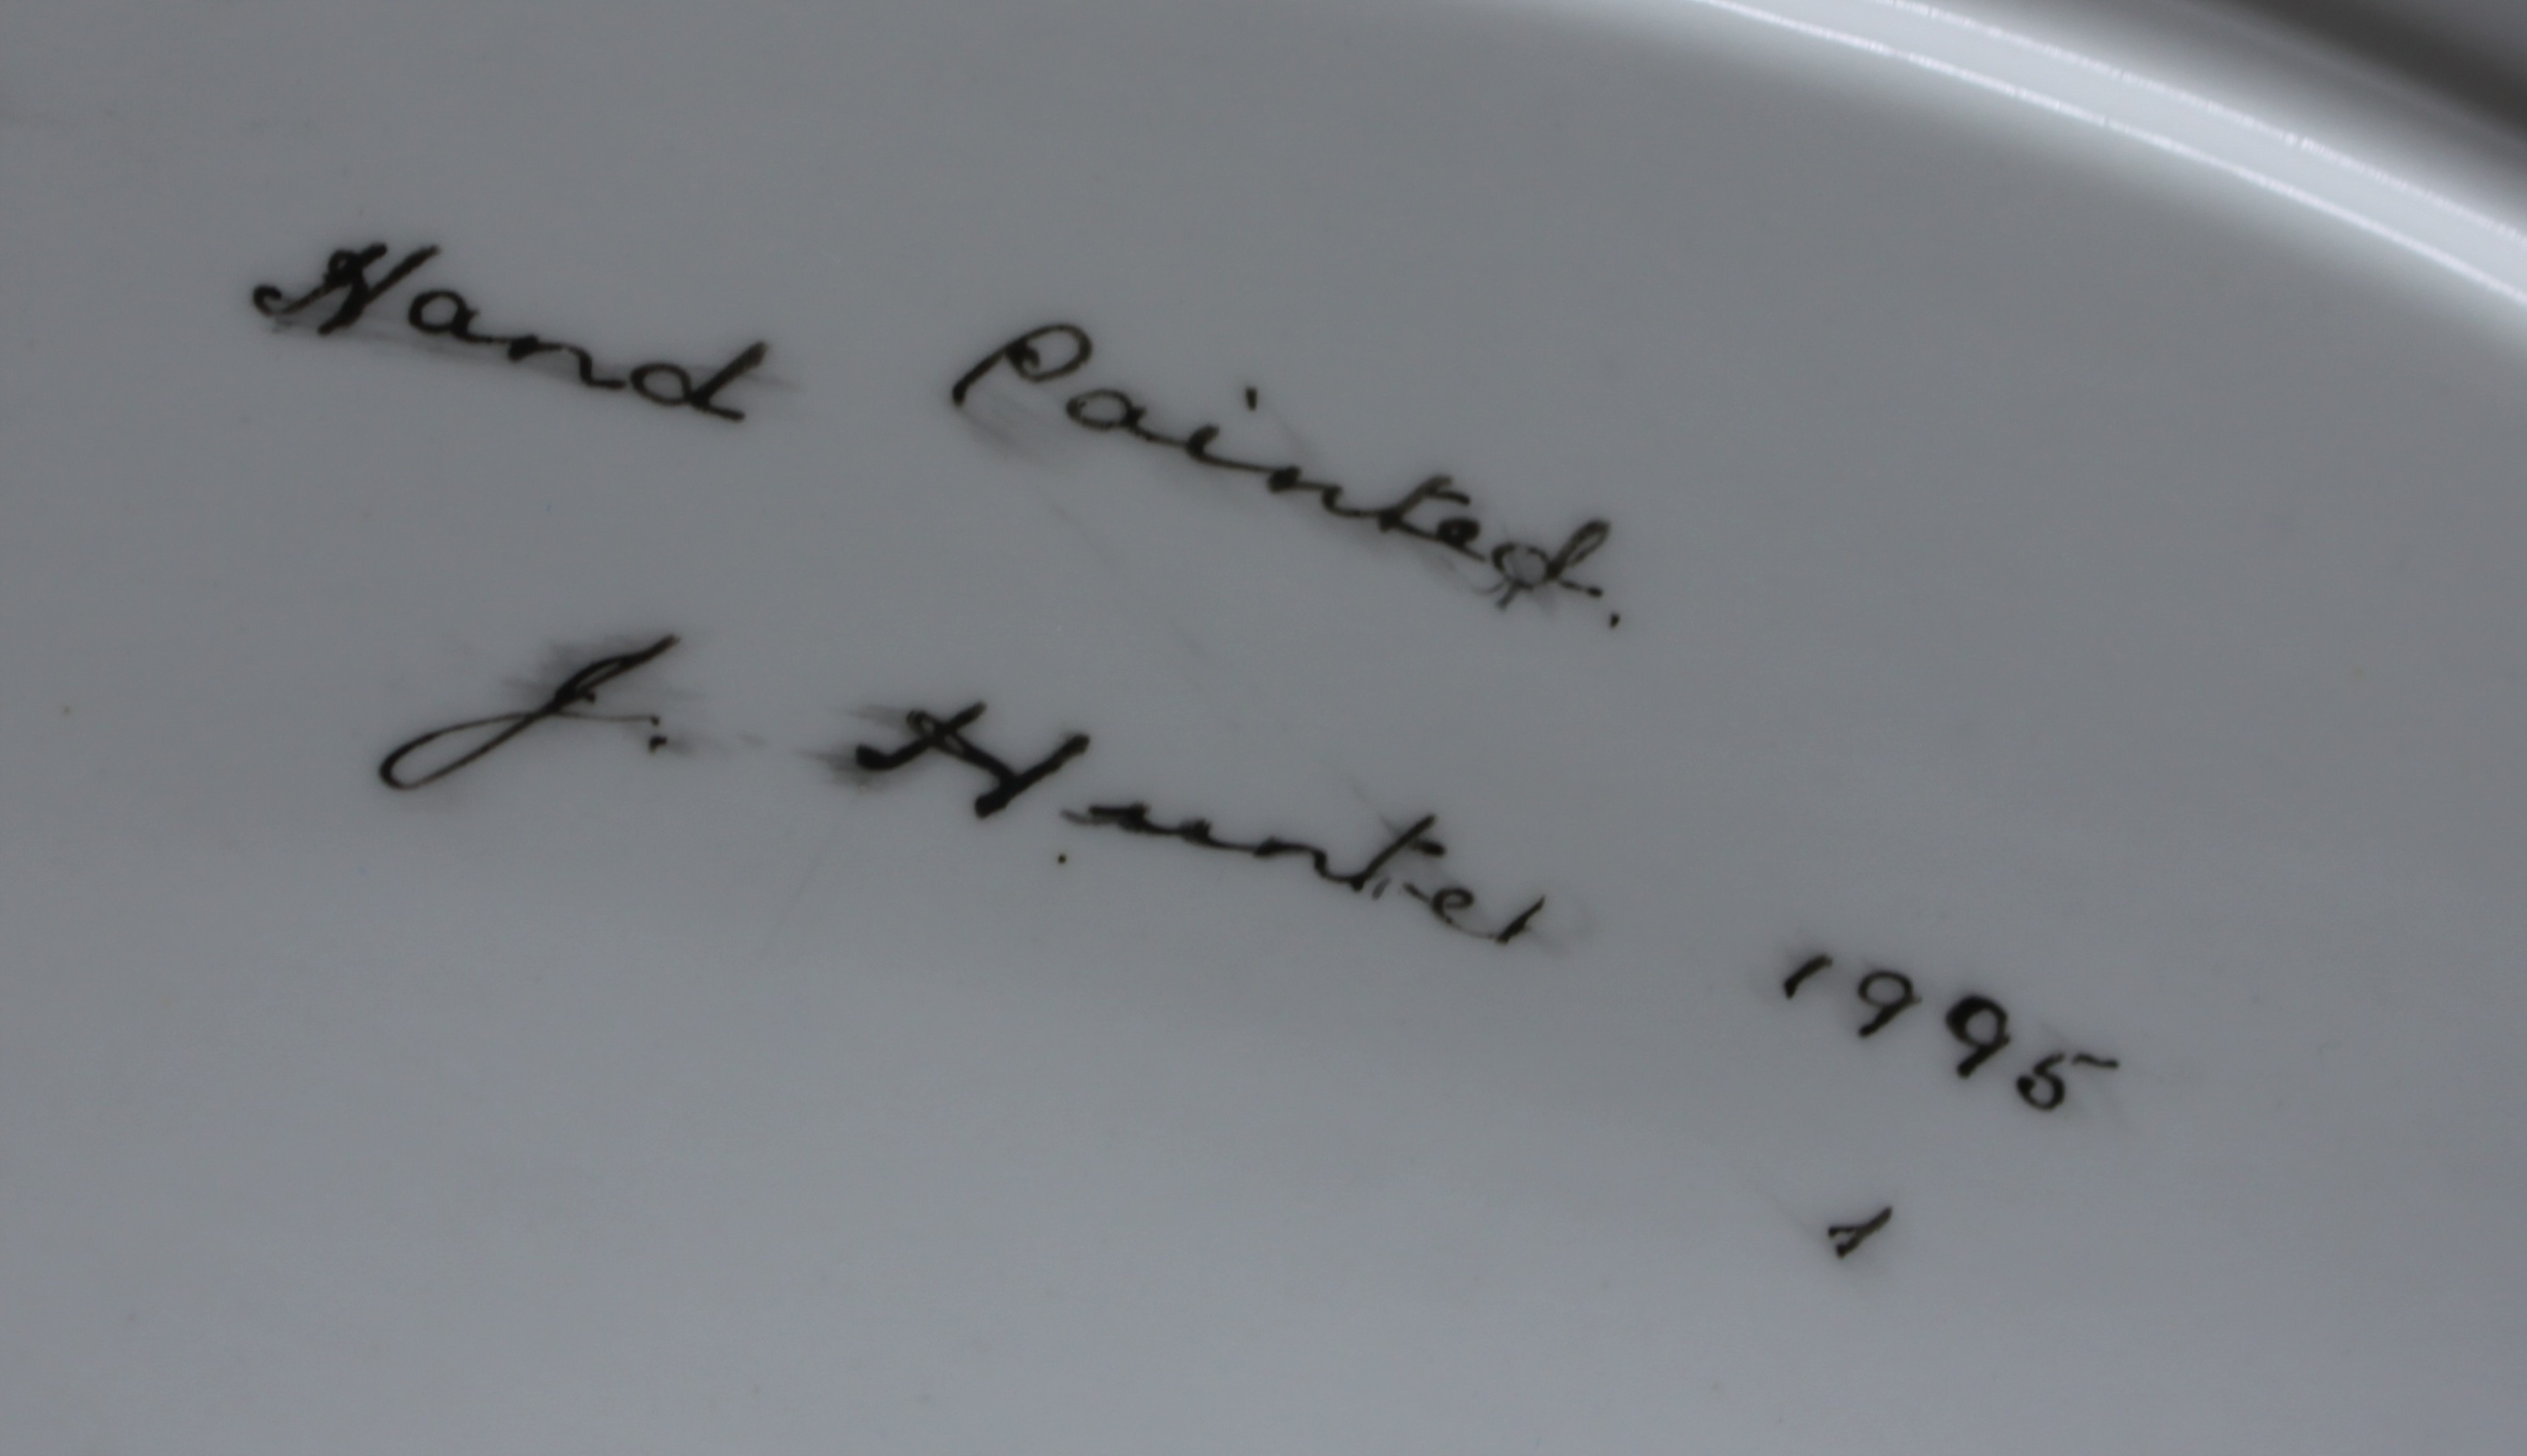 Hand Painted.
J. Hunter 1995
1